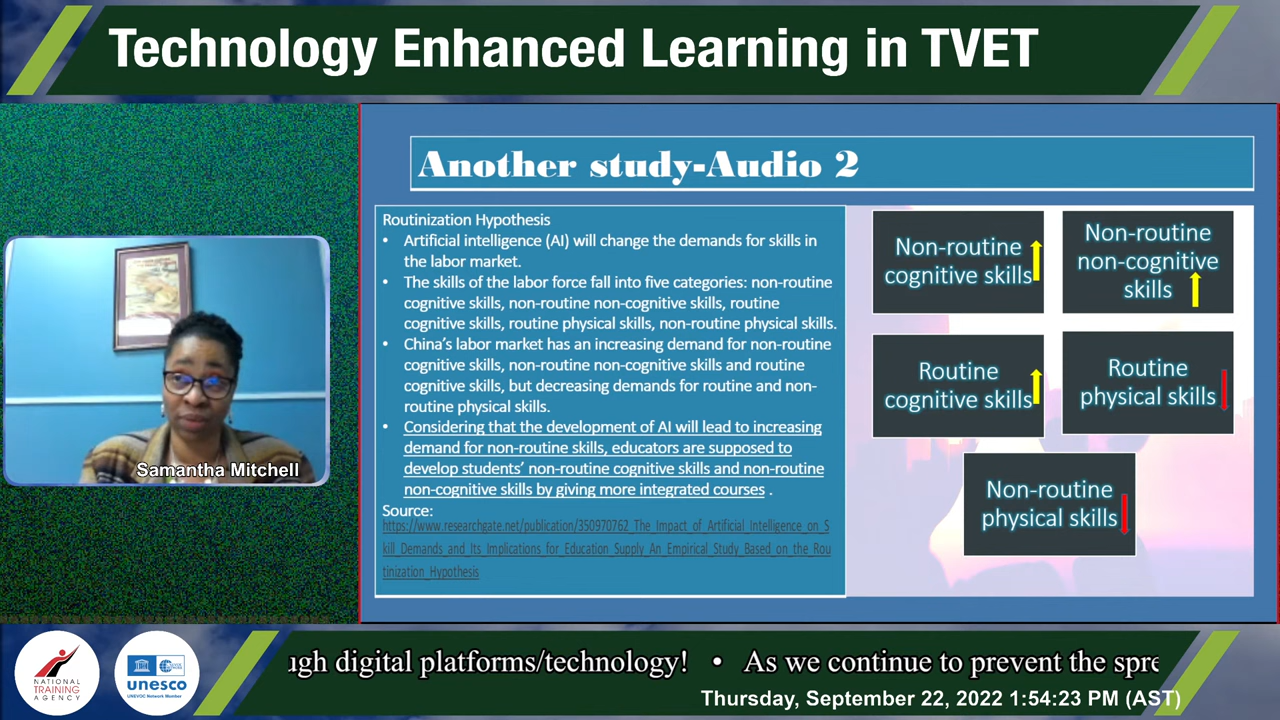 Technology Enhanced Learning in TVET
Another study-Audio 2
Routinization Hypothesis
• Artificial intelligence (AI) will change the demands for skills in
the labor market.
• The skills of the labor force fall into five categories: non-routine
cognitive skills, non-routine non-cognitive skills, routine
cognitive skills, routine physical skills, non-routine physical skills.
• China's labor market has an increasing demand for non-routine
cognitive skills, non-routine non-cognitive skills and routine
cognitive skills, but decreasing demands for routine and non-
routine physical skills.
• Considering that the development of AI will lead to increasing
demand for non-routine skills, educators are supposed to
develop students' non-routine cognitive skills and non-routine
non-cognitive skills by giving more integrated courses .
Source:
https://www.researchgate.net/publication/350970762_The_Impact_of_Artificial_Intelligence_on_S
kill_Demands_and_Its_Implications_for_Education_Supply_An_Empirical_Study_Based_on_the_Rou
tinization_Hypothesis
Non-routine
cognitive skills
Non-routine
non-cognitive
skills
Routine
cognitive skills
Routine
physical skills
Non-routine
physical skills
Samantha Mitchell
NATIONAL
TRAINING
AGENCY
unesco
UNEVOC Network Member
ugh digital platforms/technology! • As we continue to prevent the spre
Thursday, September 22, 2022 1:54:23 PM (AST)